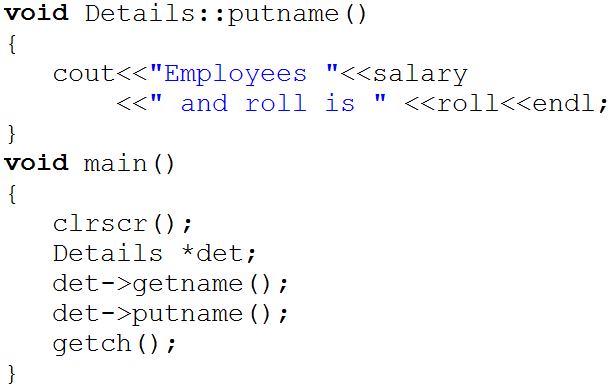 void Details::putname()
{
   cout<<"Employees "<<salary
       <<" and roll is " <<roll<<endl;
}
void main()
{
   clrscr();
   Details *det;
   det->getname();
   det->putname();
   getch();
}